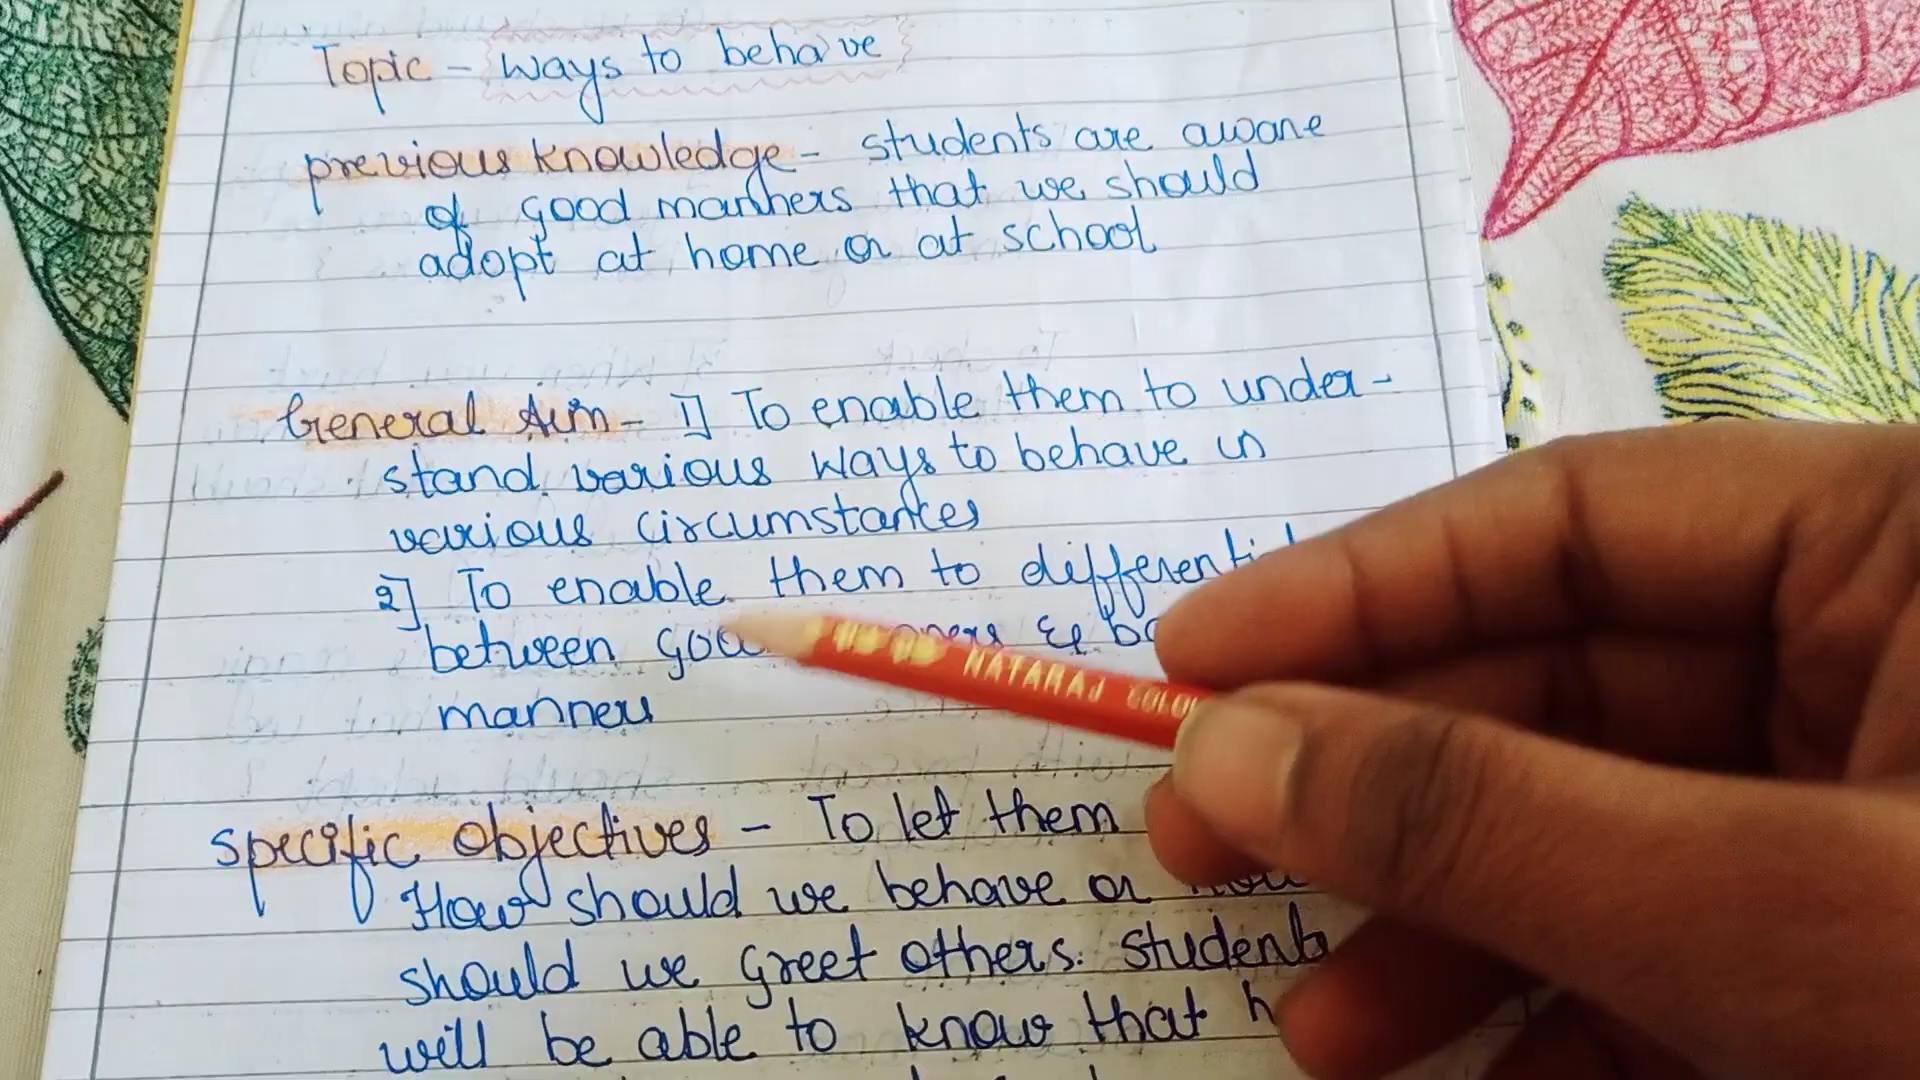 Topic - ways to behave
previous knowledge - students are aware
of good manners that we should
adopt at home or at school
General Aim - 1] To enable them to under-
stand various ways to behave in
various circumstances
2] To enable them to
between &
manners
NATARAJ
specific objectives - To let them
How should we behave or
should we greet others. students
will be able to know that